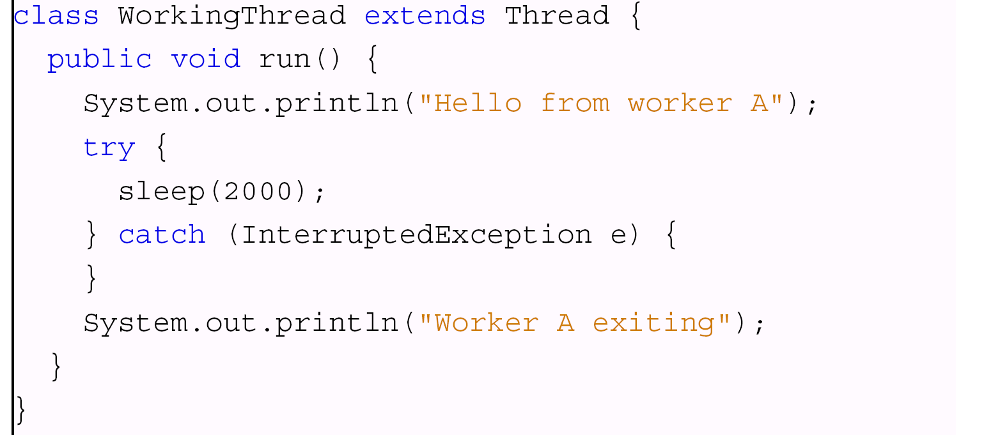 class WorkingThread extends Thread {
  public void run() {
    System.out.println("Hello from worker A");
    try {
      sleep(2000);
    } catch (InterruptedException e) {
    }
    System.out.println("Worker A exiting");
  }
}